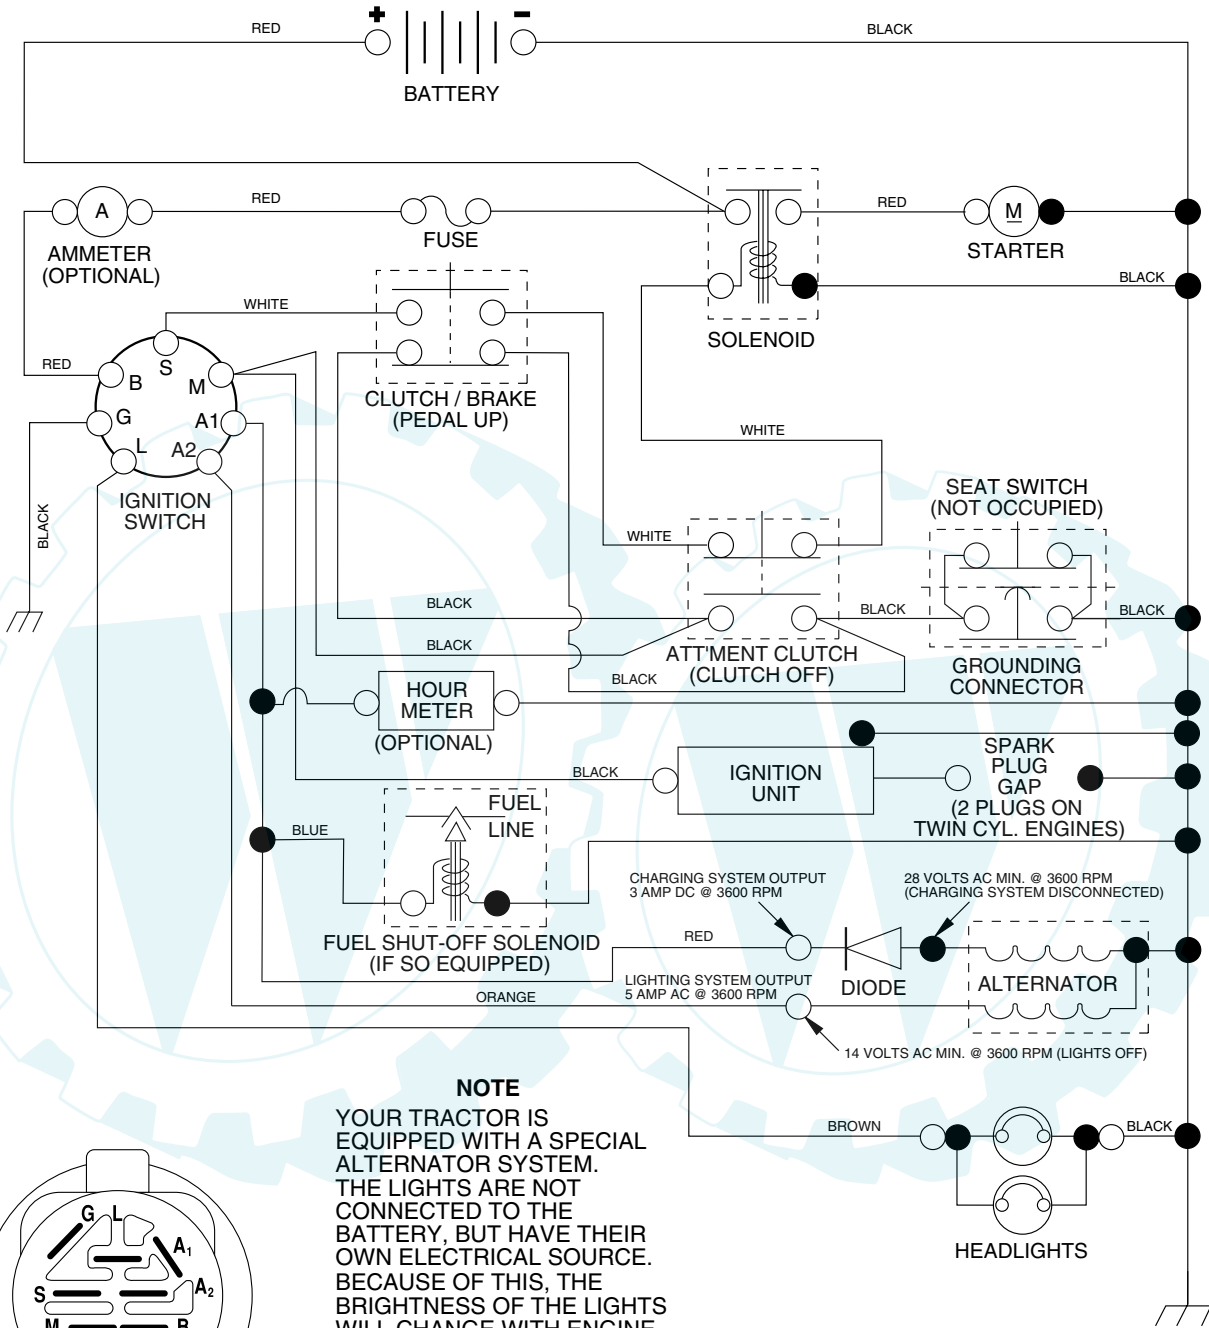 + −
RED
BLACK
BATTERY
A
RED
FUSE
RED
M
AMMETER
(OPTIONAL)
STARTER
BLACK
WHITE
SOLENOID
RED
S
B
M
G
A1
L
A2
CLUTCH / BRAKE
(PEDAL UP)
IGNITION
SWITCH
BLACK
WHITE
SEAT SWITCH
(NOT OCCUPIED)
WHITE
BLACK
BLACK
BLACK
BLACK
ATT'MENT CLUTCH
(CLUTCH OFF)
BLACK
GROUNDING
CONNECTOR
HOUR
METER
(OPTIONAL)
BLACK
IGNITION
UNIT
SPARK
PLUG
GAP
(2 PLUGS ON
TWIN CYL. ENGINES)
FUEL
LINE
BLUE
FUEL SHUT-OFF SOLENOID
(IF SO EQUIPPED)
CHARGING SYSTEM OUTPUT
3 AMP DC @ 3600 RPM
28 VOLTS AC MIN. @ 3600 RPM
(CHARGING SYSTEM DISCONNECTED)
RED
DIODE
ALTERNATOR
LIGHTING SYSTEM OUTPUT
5 AMP AC @ 3600 RPM
ORANGE
14 VOLTS AC MIN. @ 3600 RPM (LIGHTS OFF)
BROWN
BLACK
HEADLIGHTS
NOTE
YOUR TRACTOR IS
EQUIPPED WITH A SPECIAL
ALTERNATOR SYSTEM.
THE LIGHTS ARE NOT
CONNECTED TO THE
BATTERY, BUT HAVE THEIR
OWN ELECTRICAL SOURCE.
BECAUSE OF THIS, THE
BRIGHTNESS OF THE LIGHTS
WILL CHANGE WITH ENGINE
G L
A1
A2
S
M B